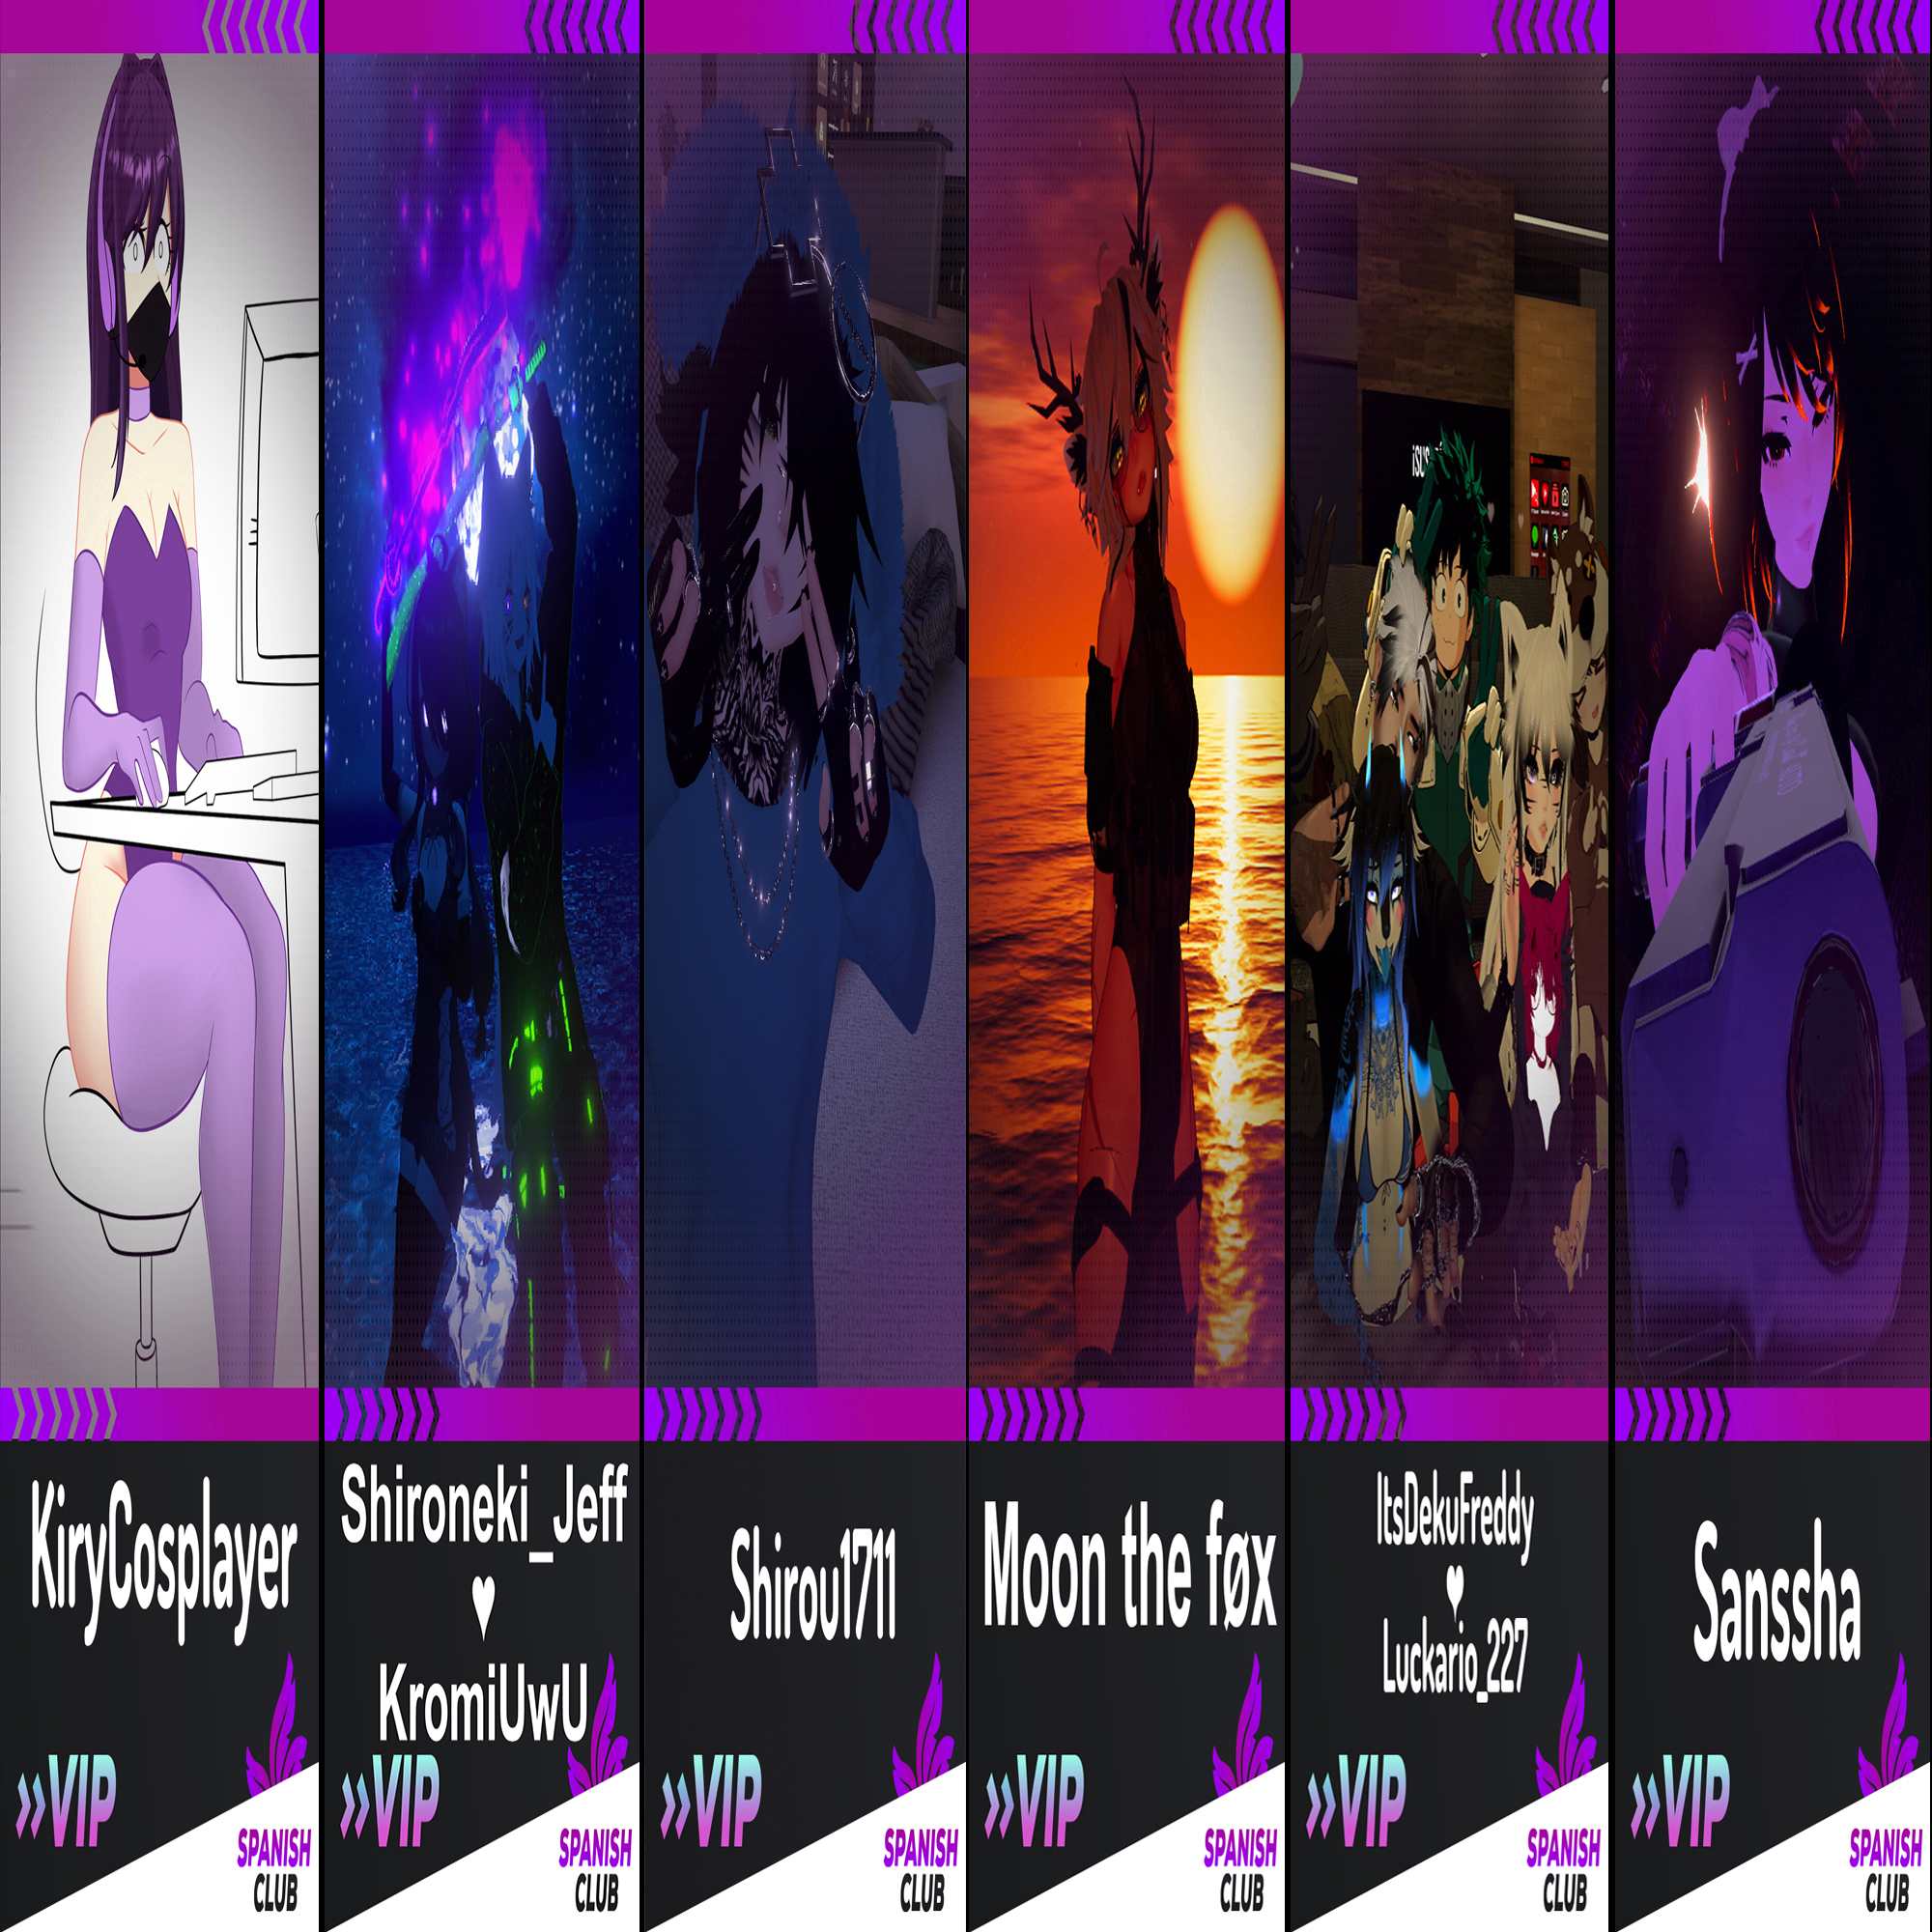 KiryCosplayer
VIP
SPANISH
CLUB
Shironeki_Jeff
♥
KromiUwU
VIP
SPANISH
CLUB
Shirou1711
VIP
SPANISH
CLUB
Moon the føx
VIP
SPANISH
CLUB
ItsDekuFreddy
♥
Luckario_227
VIP
SPANISH
CLUB
Sanssha
VIP
SPANISH
CLUB